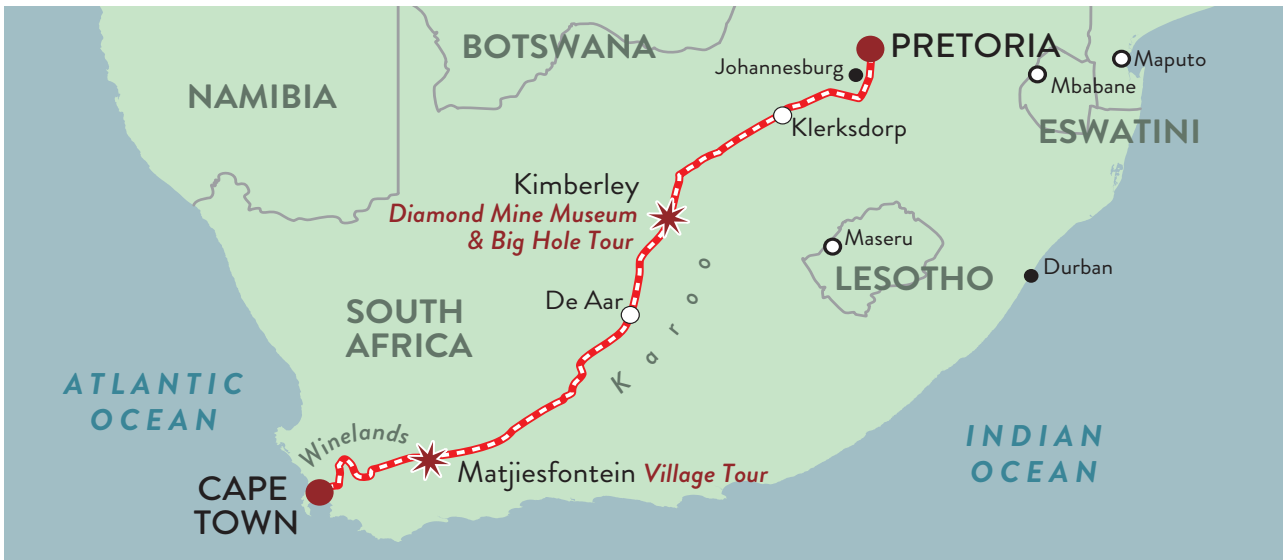 BOTSWANA
PRETORIA
Johannesburg
Maputo
Mbabane
NAMIBIA
Klerksdorp
ESWATINI
Kimberley
Diamond Mine Museum
& Big Hole Tour
Maseru
LESOTHO
Durban
De Aar
Karoo
SOUTH
AFRICA
ATLANTIC
OCEAN
Winelands
INDIAN
OCEAN
Matjiesfontein Village Tour
CAPE
TOWN